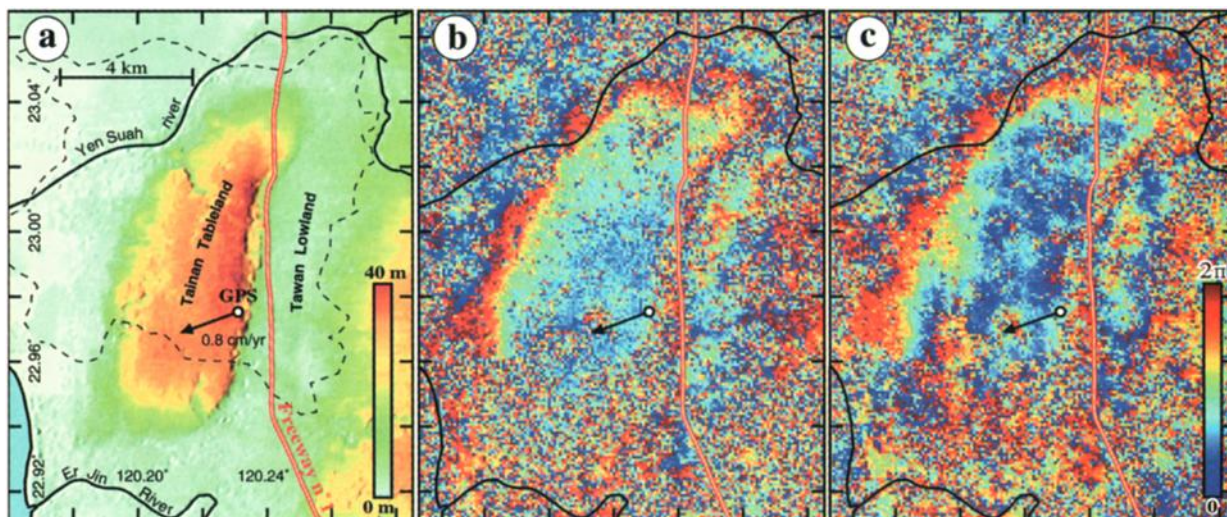 a
b
c
4 km
23.04
Yen Suah river
23.00
Tainan Tableland
Tawan Lowland
40 m
GPS
0.8 cm/yr
22.96
22.92
120.20°
120.24°
Freeway
Er Jin
River
0 m
0